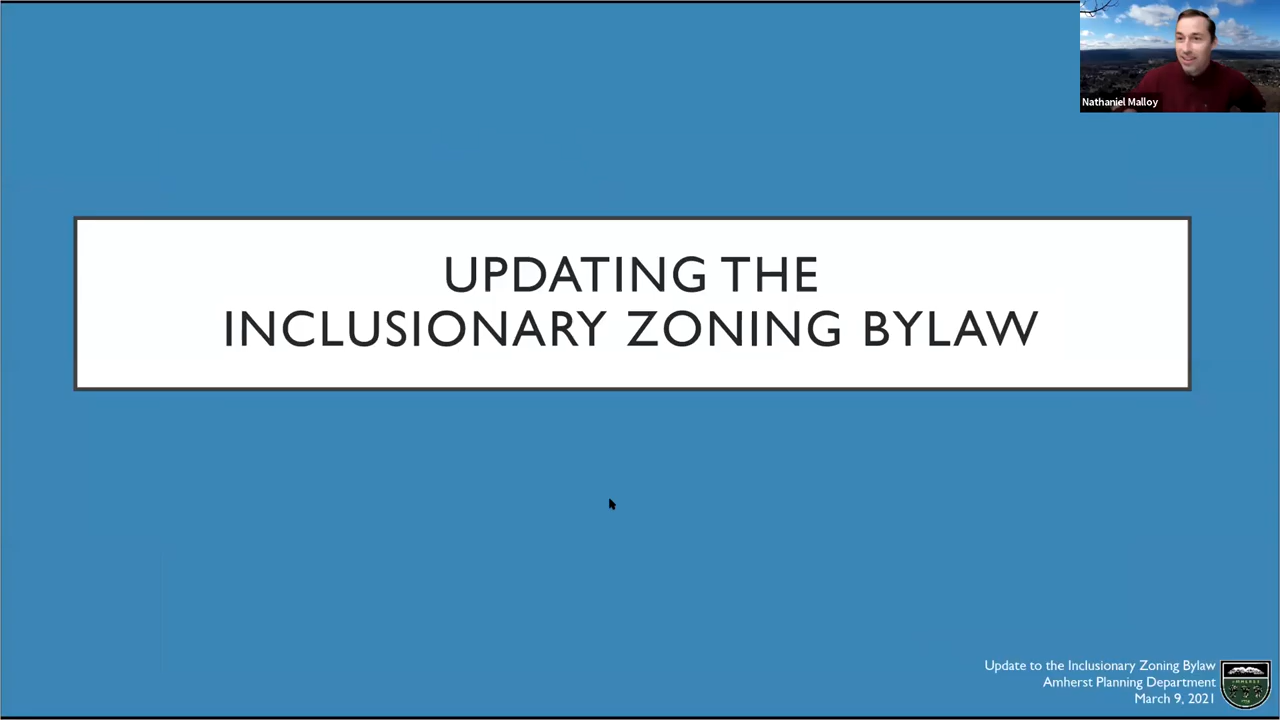 Nathaniel Malloy
UPDATING THE
INCLUSIONARY ZONING BYLAW
Update to the Inclusionary Zoning Bylaw
Amherst Planning Department
March 9, 2021